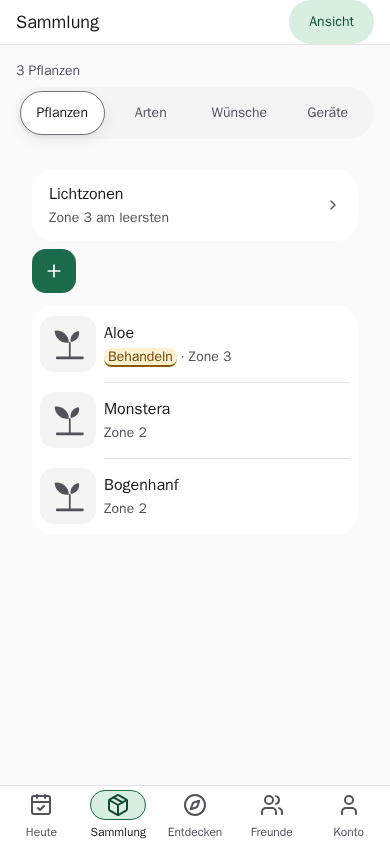 Sammlung
Ansicht
3 Pflanzen
Pflanzen
Arten
Wünsche
Geräte
Lichtzonen
Zone 3 am leersten
Aloe
Behandeln · Zone 3
Monstera
Zone 2
Bogenhanf
Zone 2
Heute
Sammlung
Entdecken
Freunde
Konto